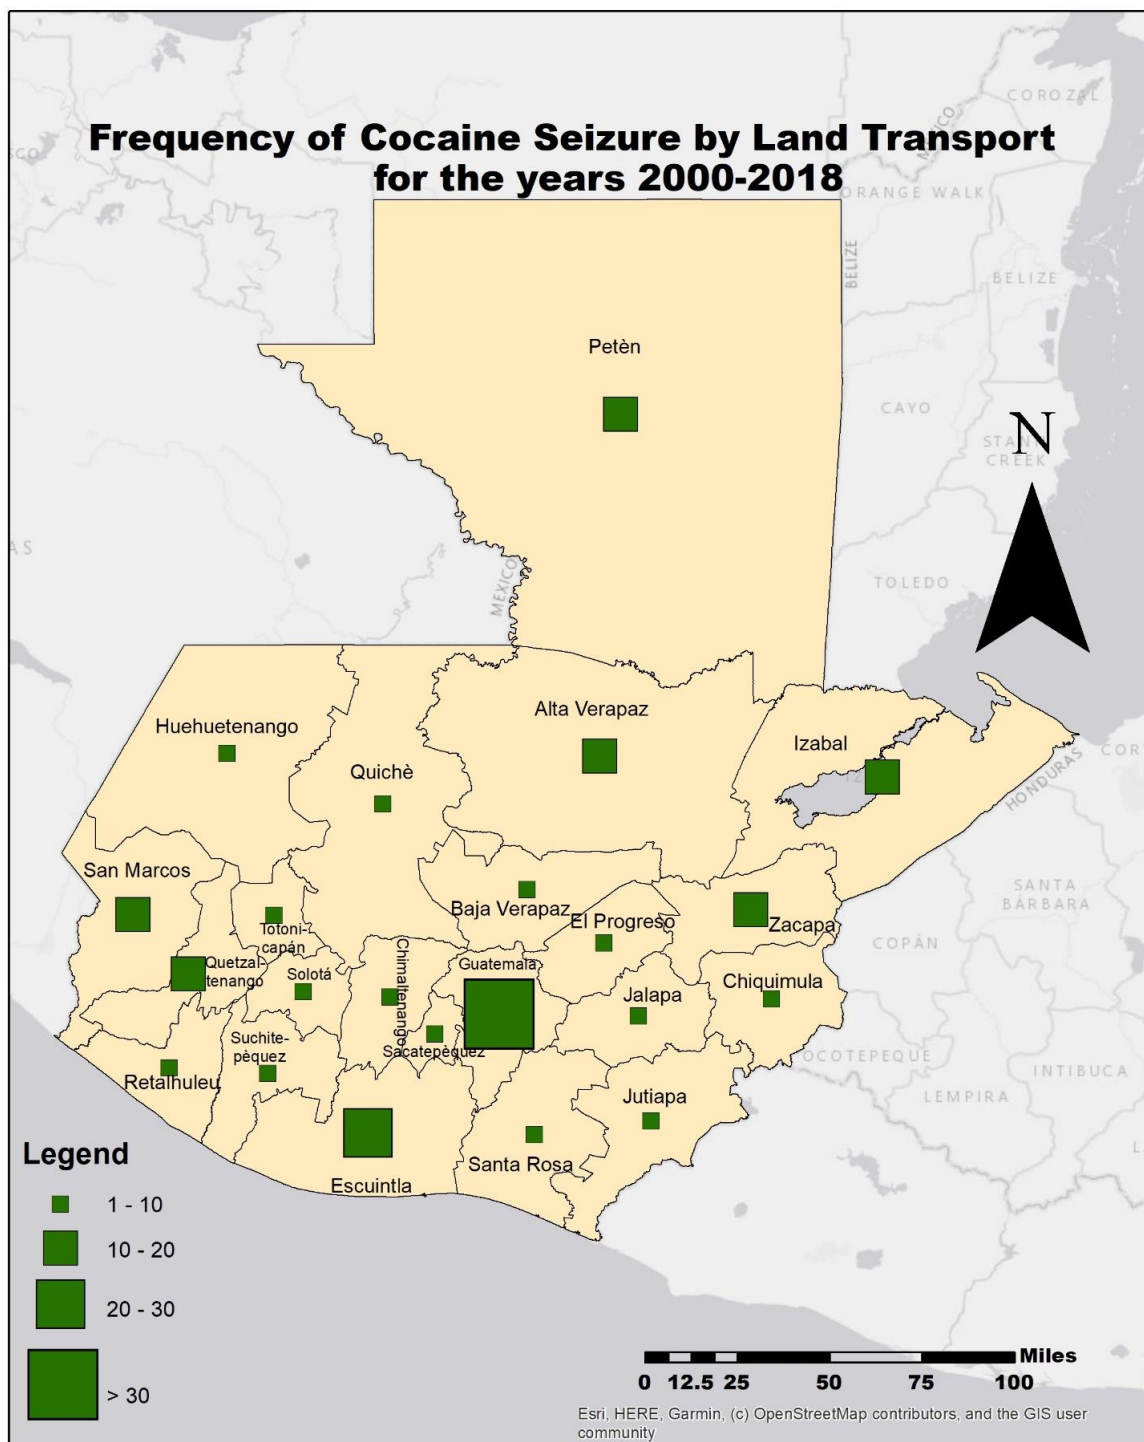 COROZAL
MEXICO
Frequency of Cocaine Seizure by Land Transport
for the years 2000-2018
ORANGE WALK
BELIZE
BELIZE
Petèn
CAYO
N
STANN
CREEK
AS
TOLEDO
MEXICO
Alta Verapaz
Huehuetenango
Izabal
Quichè
HONDURAS
San Marcos
SANTA
BÁRBARA
Baja Verapaz
El Progreso
Zacapa
Totoni-
capán
COPÁN
Quetzal-
tenango
Solotá
Chimaltenango
Guatemala
Jalapa
Chiquimula
Suchite-
pèquez
Sacatepèquez
OCOTEPEQUE
INTIBUCA
Retalhuleu
Jutiapa
LEMPIRA
Santa Rosa
Escuintla
Legend
1 - 10
10 - 20
20 - 30
> 30
Miles
0 12.5 25 50 75 100
Esri, HERE, Garmin, (c) OpenStreetMap contributors, and the GIS user
community